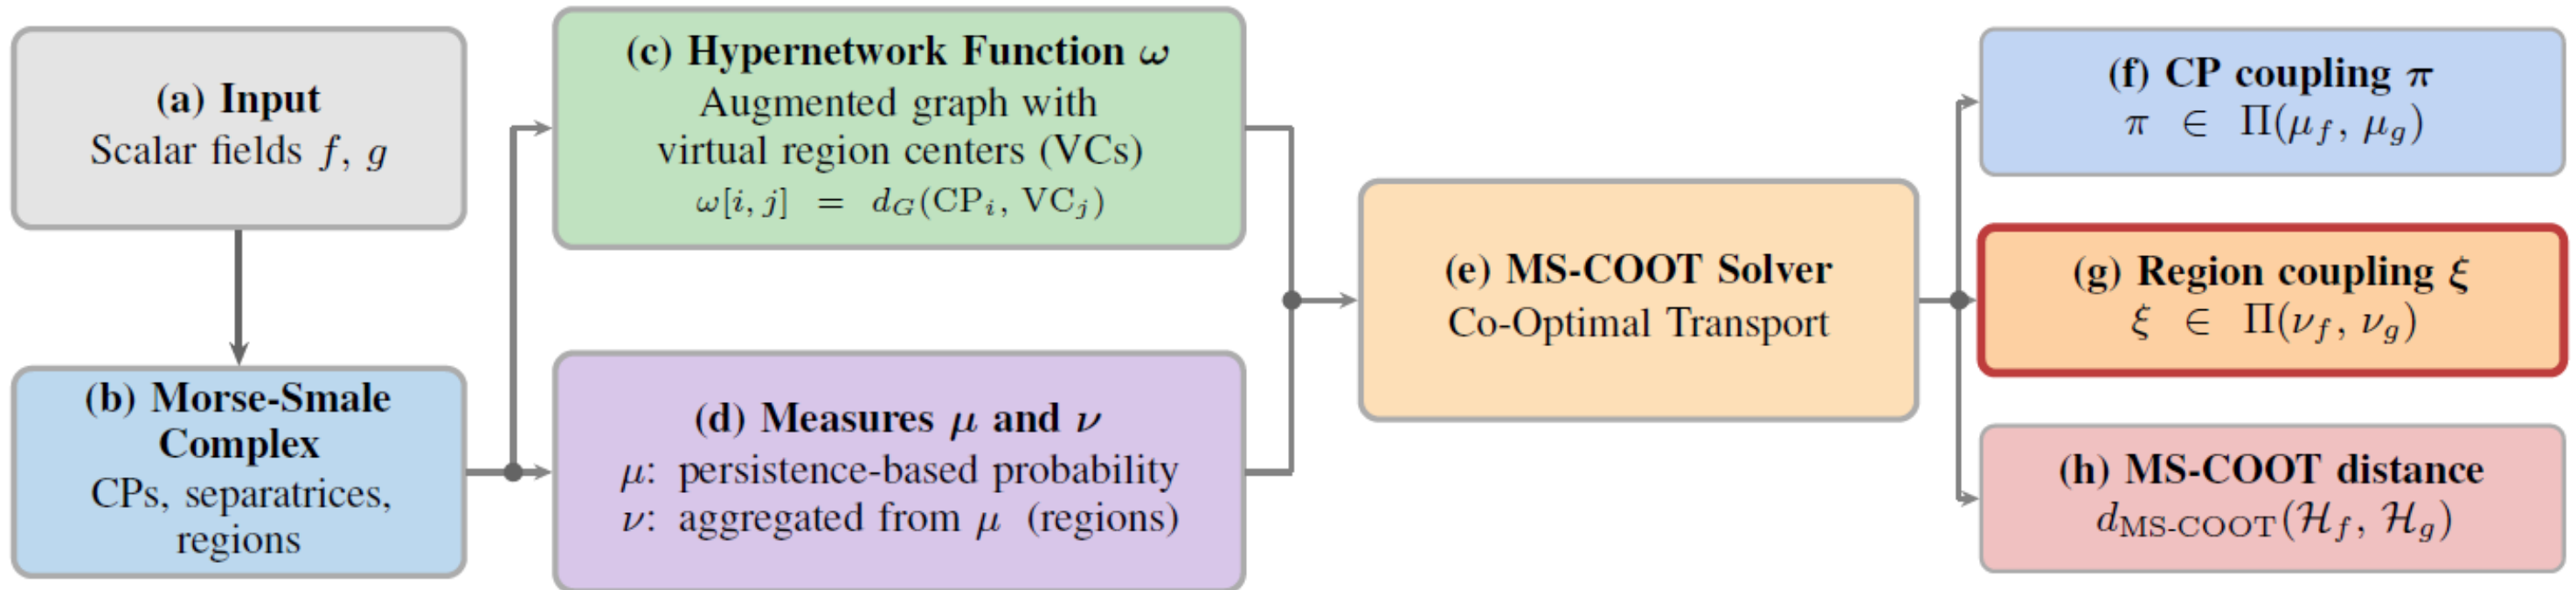 (a) Input
Scalar fields f, g
(b) Morse-Smale
Complex
CPs, separatrices,
regions
(c) Hypernetwork Function ω
Augmented graph with
virtual region centers (VCs)
ω[i, j] = d_G(CP_i, VC_j)
(d) Measures μ and ν
μ: persistence-based probability
ν: aggregated from μ (regions)
(e) MS-COOT Solver
Co-Optimal Transport
(f) CP coupling π
π ∈ Π(μ_f, μ_g)
(g) Region coupling ξ
ξ ∈ Π(ν_f, ν_g)
(h) MS-COOT distance
d_MS-COOT(ℋ_f, ℋ_g)